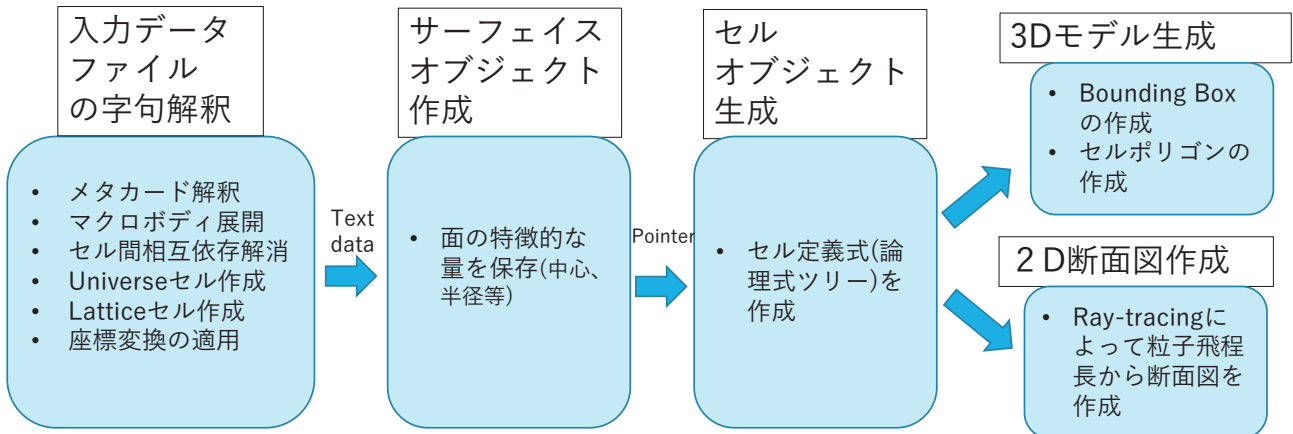 入力データ
ファイル
の字句解釈
• メタカード解釈
• マクロボディ展開
• セル間相互依存解消
• Universeセル作成
• Latticeセル作成
• 座標変換の適用
Text
data
サーフェイス
オブジェクト
作成
• 面の特徴的な
量を保存(中心、
半径等)
Pointer
セル
オブジェクト
生成
• セル定義式(論
理式ツリー)を
作成
3Dモデル生成
• Bounding Box
の作成
• セルポリゴンの
作成
２D断面図作成
• Ray-tracingに
よって粒子飛程
長から断面図を
作成